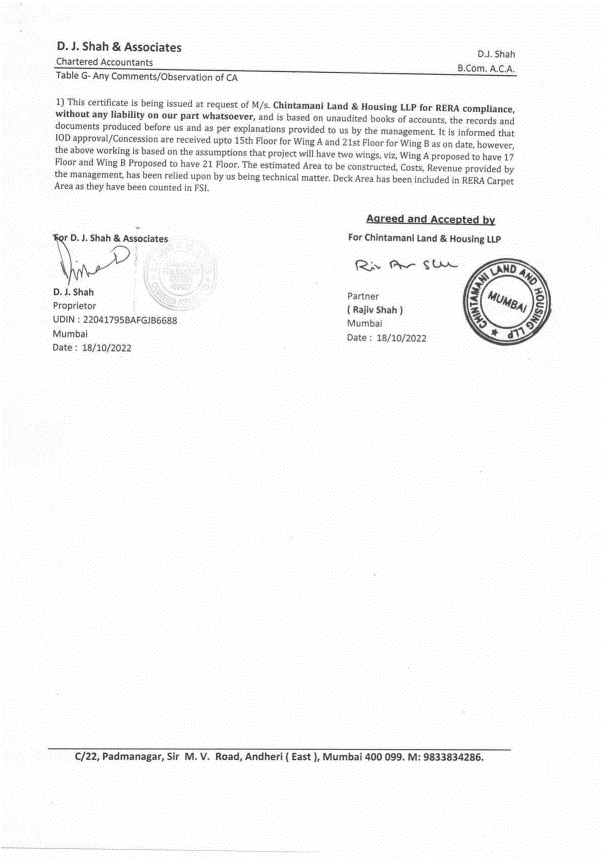 D. J. Shah & Associates
D.J. Shah
Chartered Accountants
B.Com. A.C.A.
Table G- Any Comments/Observation of CA
1) This certificate is being issued at request of M/s. Chintamani Land & Housing LLP for RERA compliance,
without any liability on our part whatsoever, and is based on unaudited books of accounts, the records and
documents produced before us and as per explanations provided to us by the management. It is informed that
IOD approval/Concession are received upto 15th Floor for Wing A and 21st Floor for Wing B as on date, however,
the above working is based on the assumptions that project will have two wings, viz, Wing A proposed to have 17
Floor and Wing B Proposed to have 21 Floor. The estimated Area to be constructed, Costs, Revenue provided by
the management, has been relied upon by us being technical matter. Deck Area has been included in RERA Carpet
Area as they have been counted in FSI.
Agreed and Accepted by
For D. J. Shah & Associates
For Chintamani Land & Housing LLP
D. J. Shah
Proprietor
UDIN : 22041795BAFGJB6688
Mumbai
Date : 18/10/2022
Partner
( Rajiv Shah )
Mumbai
Date : 18/10/2022
CHINTAMANI LAND AND HOUSING LLP
MUMBAI
C/22, Padmanagar, Sir M. V. Road, Andheri ( East ), Mumbai 400 099. M: 9833834286.